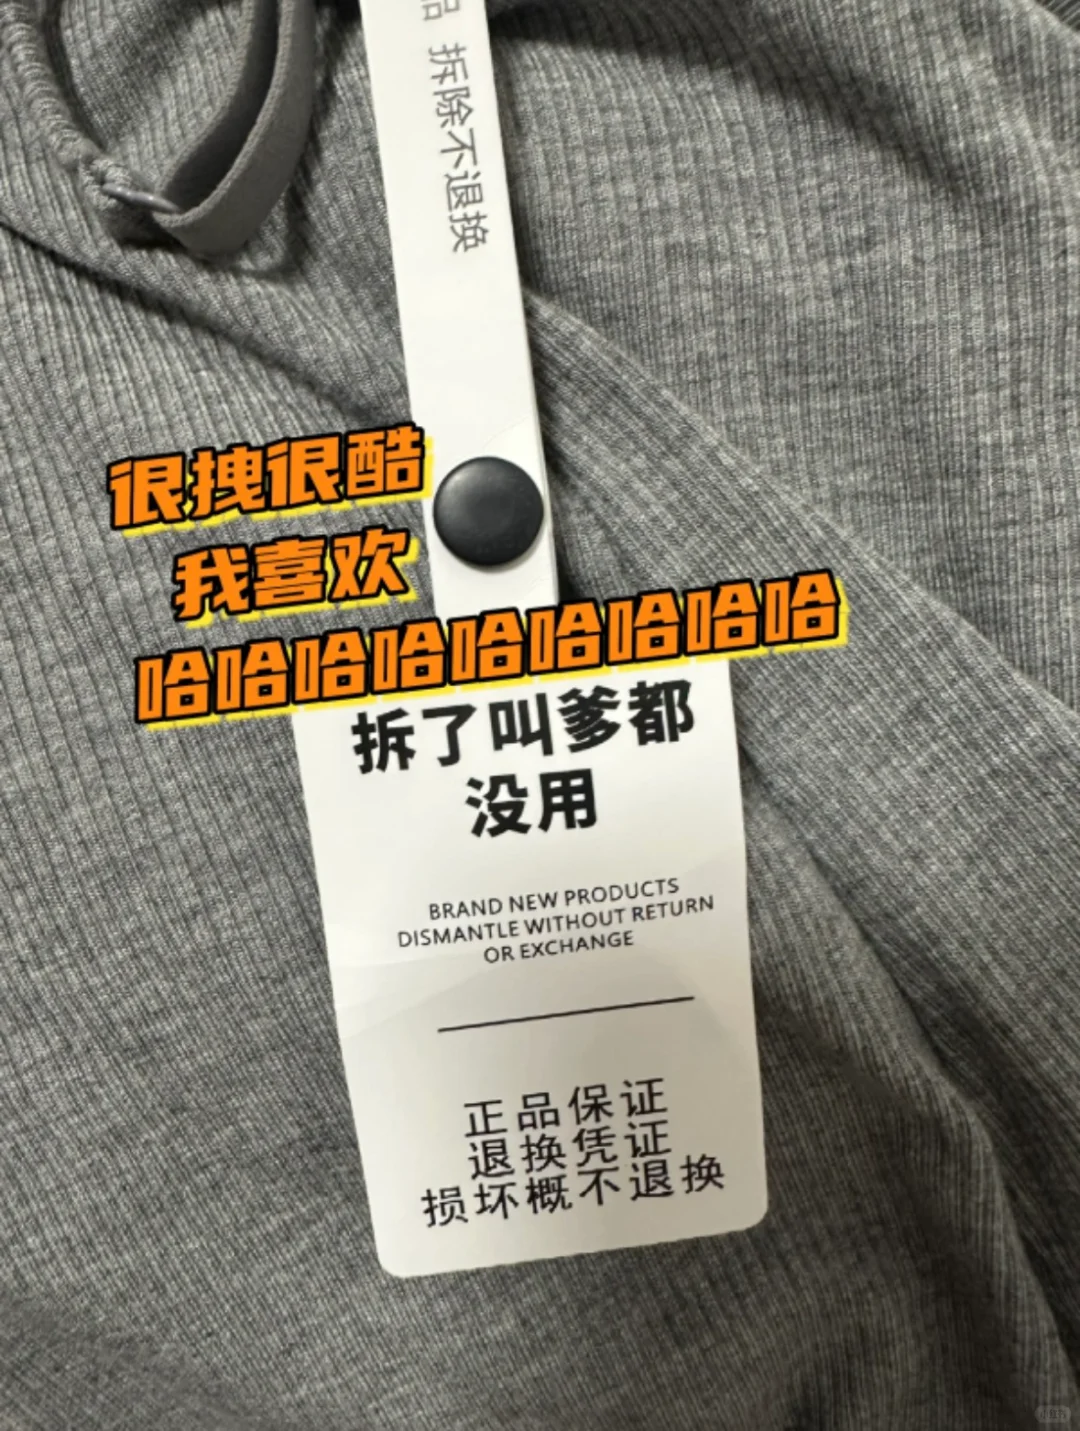 品 拆除不退换
很拽很酷
我喜欢
哈哈哈哈哈哈哈哈哈
拆了叫爹都
没用
BRAND NEW PRODUCTS
DISMANTLE WITHOUT RETURN
OR EXCHANGE
正品保证
退换凭证
损坏概不退换